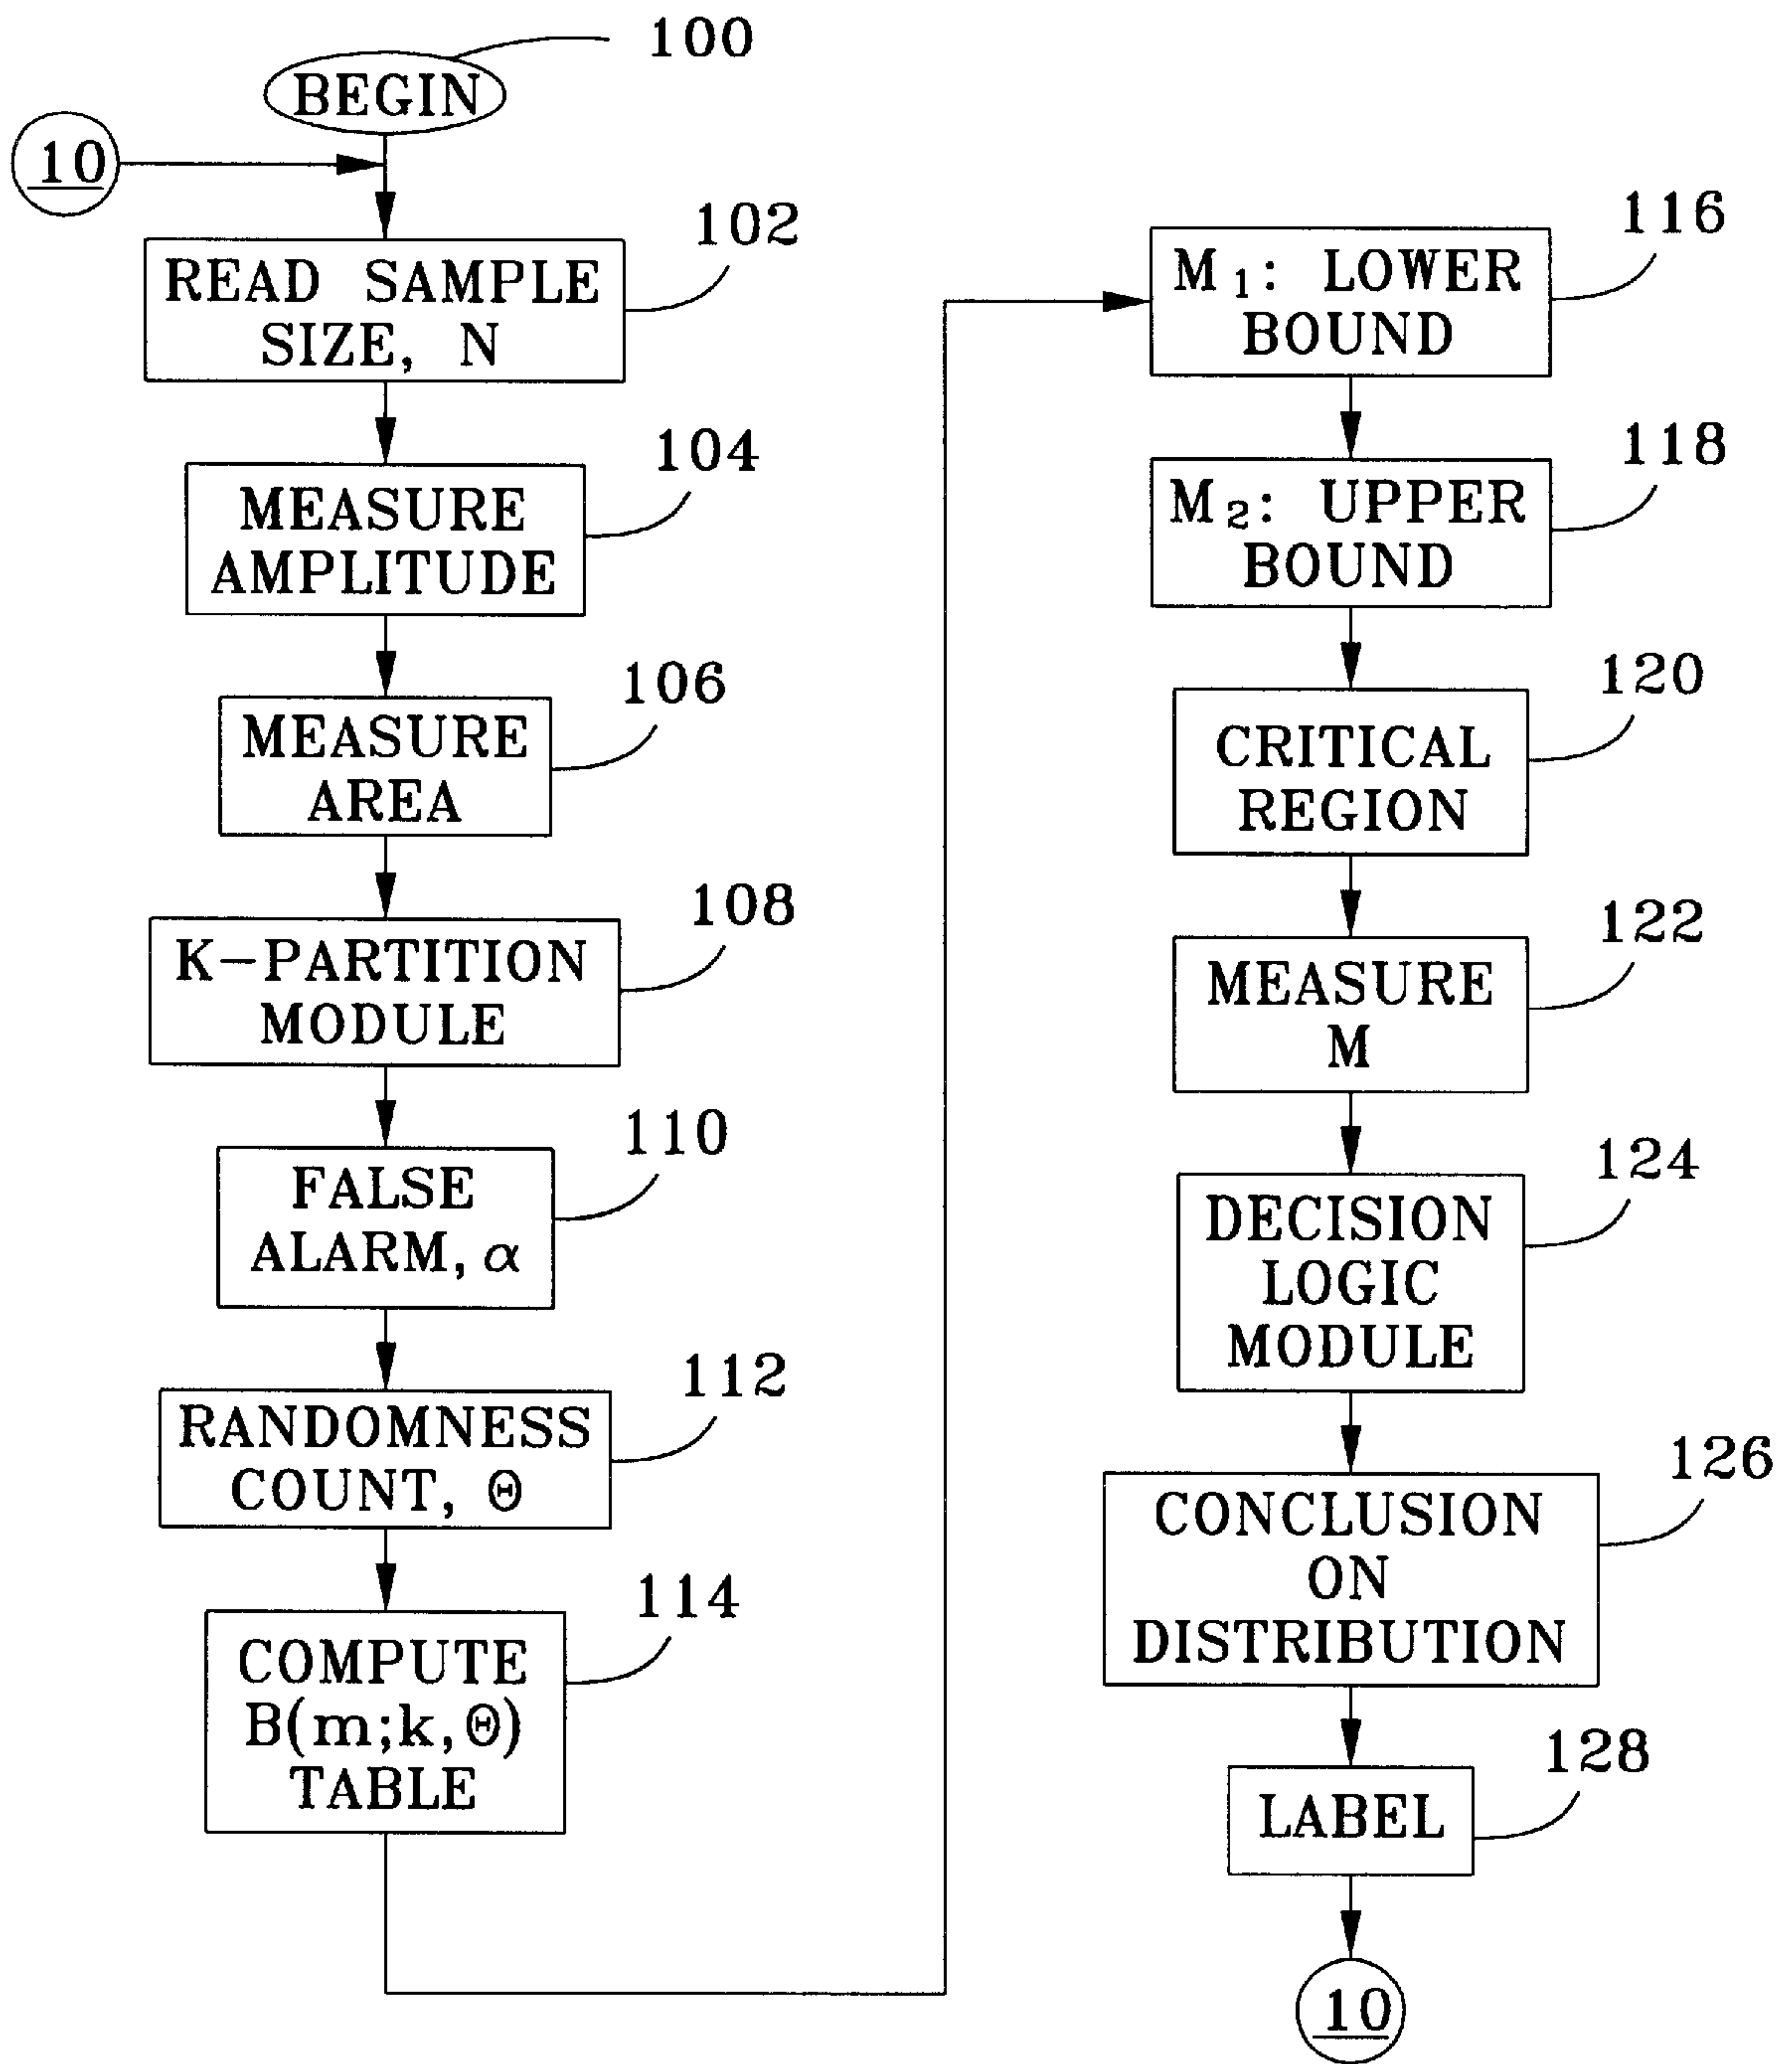 100
BEGIN
10
102
READ SAMPLE
SIZE, N
104
MEASURE
AMPLITUDE
106
MEASURE
AREA
108
K-PARTITION
MODULE
110
FALSE
ALARM, α
112
RANDOMNESS
COUNT, Θ
114
COMPUTE
B(m;k,Θ)
TABLE
116
M₁: LOWER
BOUND
118
M₂: UPPER
BOUND
120
CRITICAL
REGION
122
MEASURE
M
124
DECISION
LOGIC
MODULE
126
CONCLUSION
ON
DISTRIBUTION
128
LABEL
10